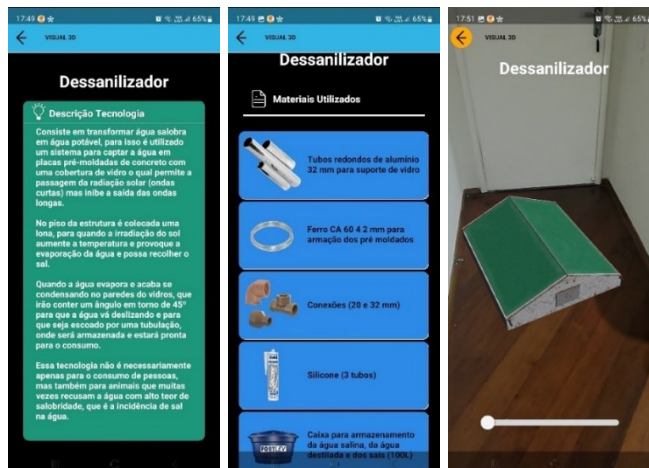 17:49
65%
VISUAL 3D
Dessanilizador
Descrição Tecnologia
Consiste em transformar água salobra
em água potável, para isso é utilizado
um sistema para captar a água em
placas pré-moldadas de concreto com
uma cobertura de vidro o qual permite a
passagem da radiação solar (ondas
curtas) mas inibe a saída das ondas
longas.
No piso da estrutura é colocada uma
lona, para quando a irradiação do sol
aumente a temperatura e provoque a
evaporação da água e possa recolher o
sal.
Quando a água evapora e acaba se
condensando no paredes do vidros, que
irão conter um ângulo em torno de 45º
para que a água vá deslizando e para
que seja escoado por uma tubulação,
onde será armazenada e estará pronta
para o consumo.
Essa tecnologia não é necessariamente
apenas para o consumo de pessoas,
mas também para animais que muitas
vezes recusam a água com alto teor de
salobridade, que é a incidência de sal
na água.
17:49
65%
VISUAL 3D
Dessanilizador
Materiais Utilizados
Tubos redondos de alumínio
32 mm para suporte de vidro
Ferro CA 60 4 2 mm para
armação dos pré moldados
Conexões (20 e 32 mm)
Silicone (3 tubos)
Caixa para armazenamento
da água salina, da água
destilada e dos sais (100L)
FORTLEV
17:51
65%
VISUAL 3D
Dessanilizador